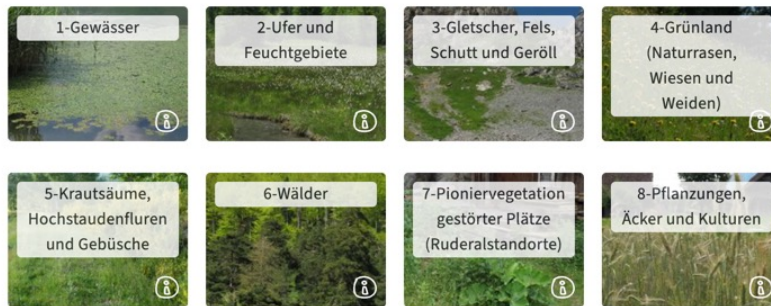 1-Gewässer
2-Ufer und
Feuchtgebiete
3-Gletscher, Fels,
Schutt und Geröll
4-Grünland
(Naturrasen,
Wiesen und
Weiden)
5-Krautsäume,
Hochstaudenfluren
und Gebüsche
6-Wälder
7-Pioniervegetation
gestörter Plätze
(Ruderalstandorte)
8-Pflanzungen,
Äcker und Kulturen